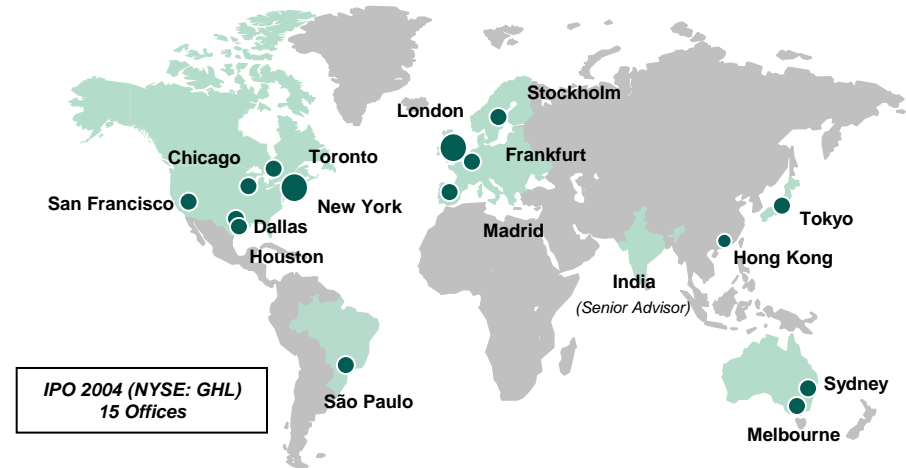 Stockholm
London
Chicago
Toronto
Frankfurt
San Francisco
New York
Dallas
Madrid
Tokyo
Houston
Hong Kong
India
(Senior Advisor)
IPO 2004 (NYSE: GHL)
15 Offices
São Paulo
Sydney
Melbourne